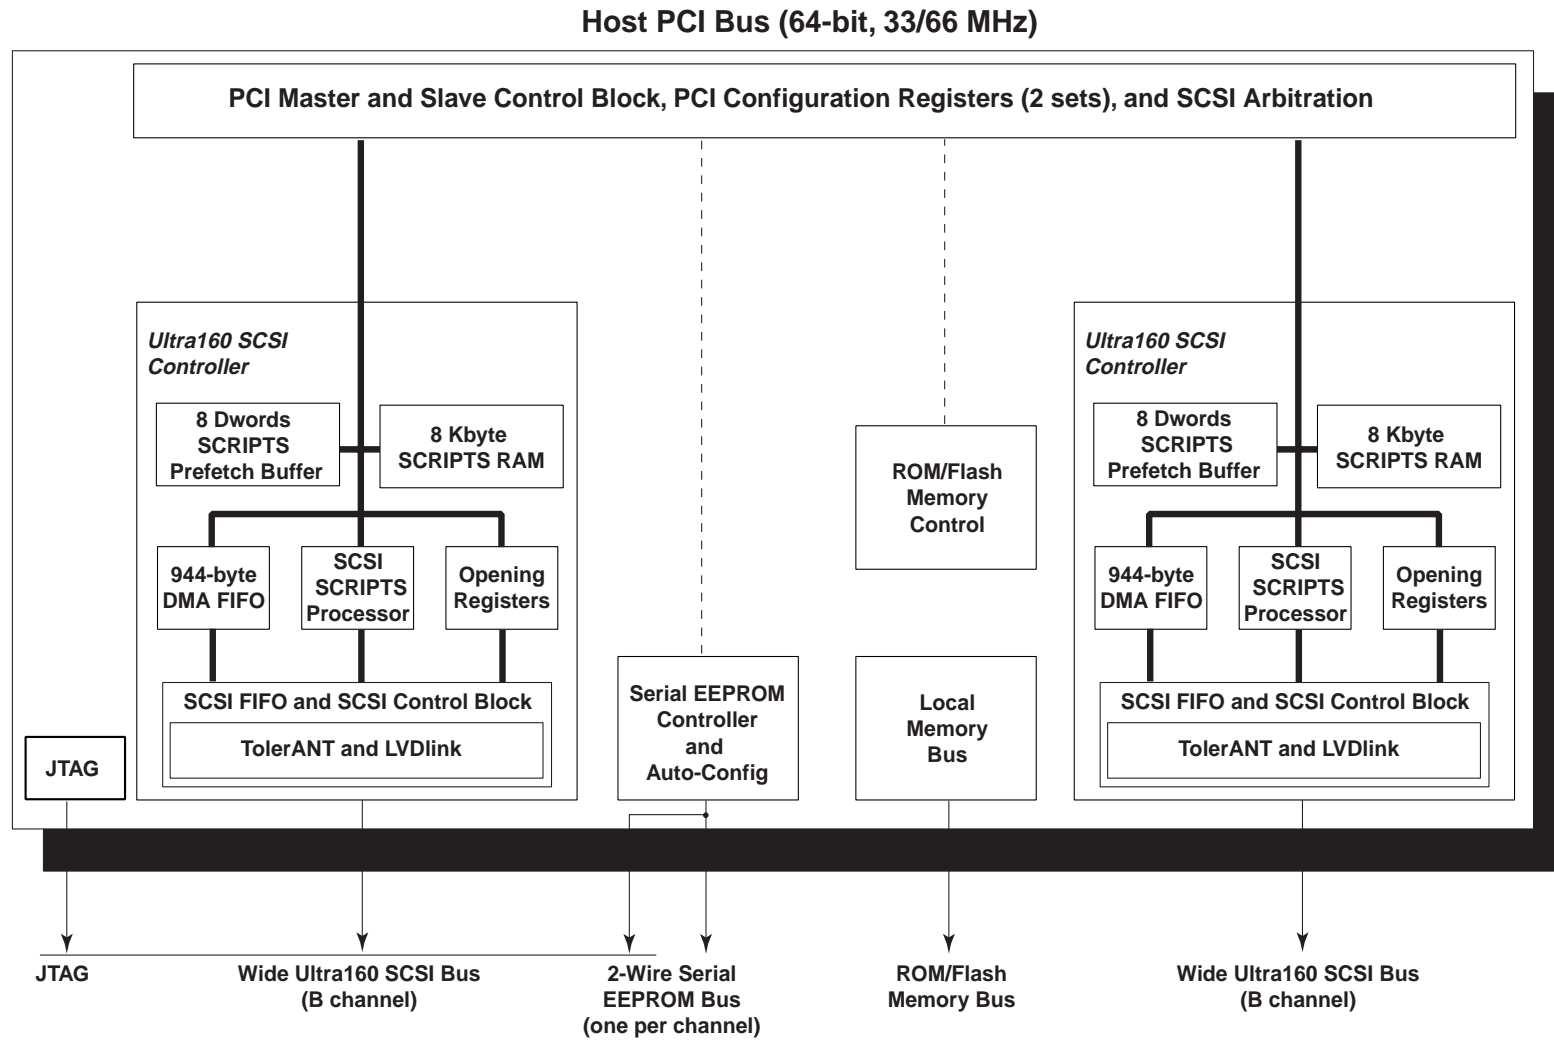 Host PCI Bus (64-bit, 33/66 MHz)
PCI Master and Slave Control Block, PCI Configuration Registers (2 sets), and SCSI Arbitration
Ultra160 SCSI
Controller
8 Dwords
SCRIPTS
Prefetch Buffer
8 Kbyte
SCRIPTS RAM
944-byte
DMA FIFO
SCSI
SCRIPTS
Processor
Opening
Registers
SCSI FIFO and SCSI Control Block
TolerANT and LVDlink
JTAG
Serial EEPROM
Controller
and
Auto-Config
ROM/Flash
Memory
Control
Local
Memory
Bus
Ultra160 SCSI
Controller
8 Dwords
SCRIPTS
Prefetch Buffer
8 Kbyte
SCRIPTS RAM
944-byte
DMA FIFO
SCSI
SCRIPTS
Processor
Opening
Registers
SCSI FIFO and SCSI Control Block
TolerANT and LVDlink
JTAG
Wide Ultra160 SCSI Bus
(B channel)
2-Wire Serial
EEPROM Bus
(one per channel)
ROM/Flash
Memory Bus
Wide Ultra160 SCSI Bus
(B channel)